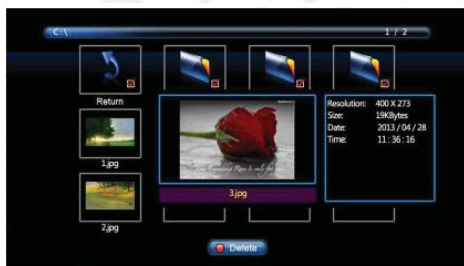 C:\
1 / 2
Return
Resolution: 400 X 273
Size: 19KBytes
Date: 2013 / 04 / 28
Time: 11 : 36 : 16
1.jpg
3.jpg
2.jpg
Delete